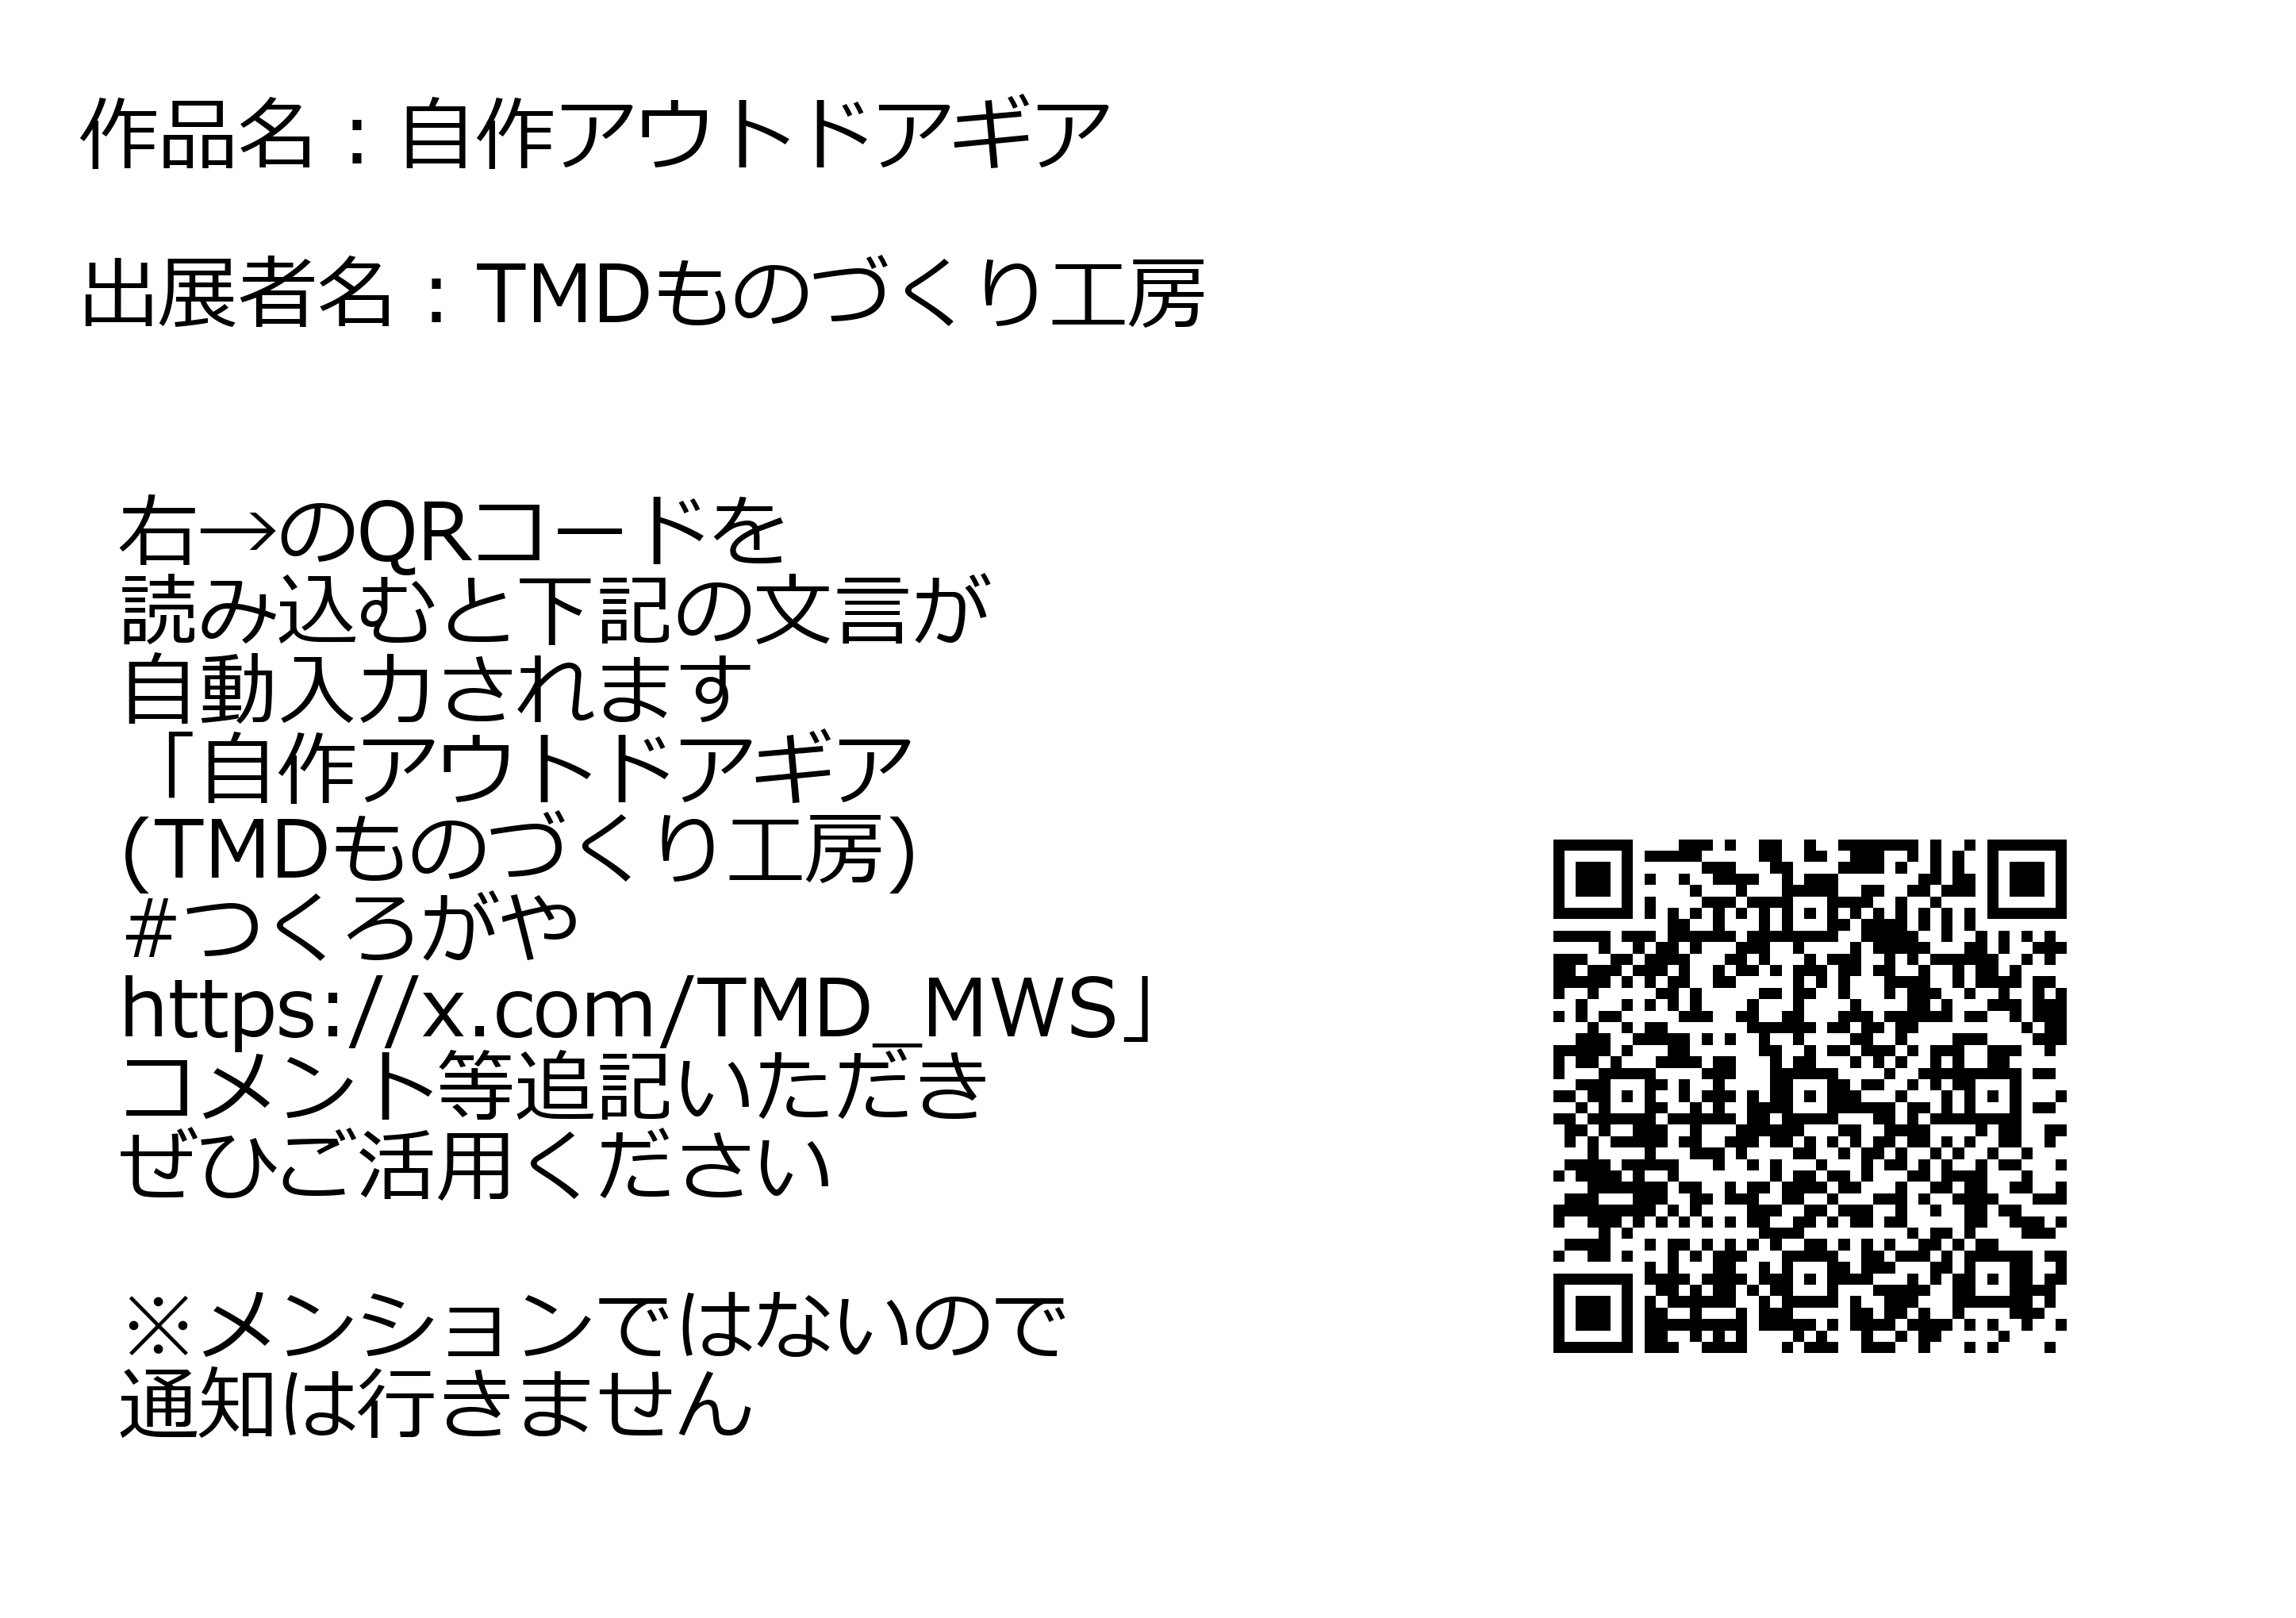 作品名：自作アウトドアギア
出展者名：TMDものづくり工房
右→のQRコードを
読み込むと下記の文言が
自動入力されます
「自作アウトドアギア
(TMDものづくり工房)
#つくろがや
https://x.com/TMD_MWS」
コメント等追記いただき
ぜひご活用ください
※メンションではないので
通知は行きません